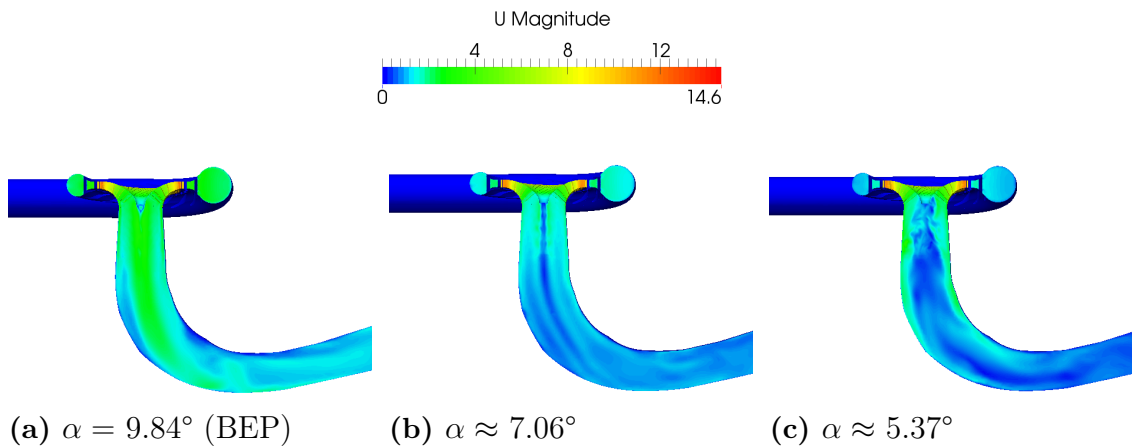 U Magnitude
4 8 12
0 14.6
(a) α = 9.84° (BEP)
(b) α ≈ 7.06°
(c) α ≈ 5.37°